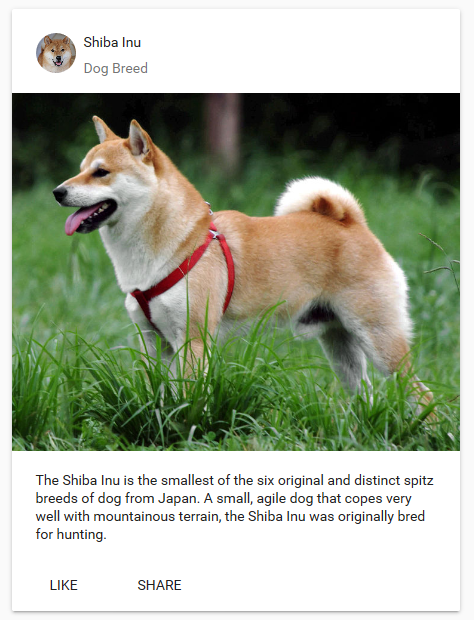 Shiba Inu
Dog Breed
The Shiba Inu is the smallest of the six original and distinct spitz
breeds of dog from Japan. A small, agile dog that copes very
well with mountainous terrain, the Shiba Inu was originally bred
for hunting.
LIKE SHARE